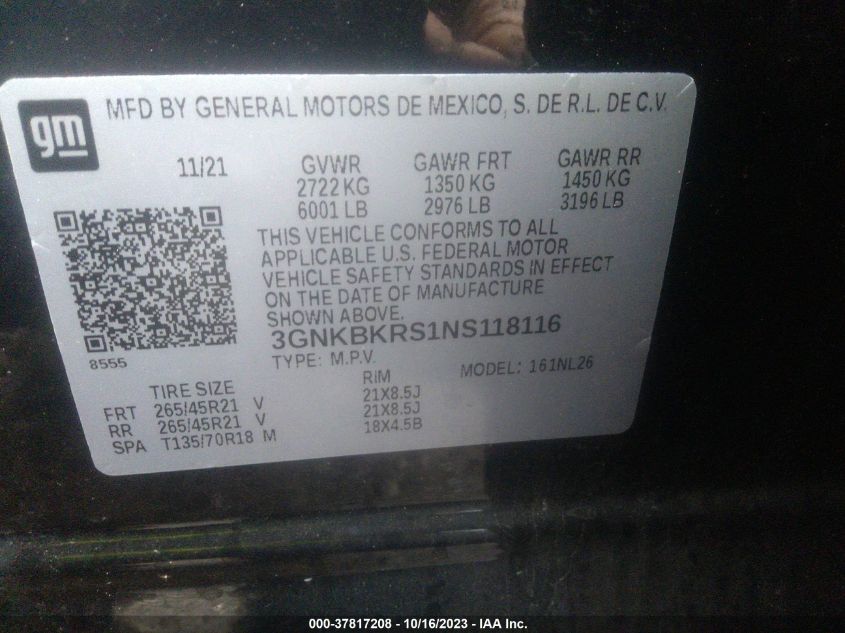 gm
MFD BY GENERAL MOTORS DE MEXICO, S. DE R.L. DE C.V.
11/21 GVWR GAWR FRT GAWR RR
2722 KG 1350 KG 1450 KG
6001 LB 2976 LB 3196 LB
THIS VEHICLE CONFORMS TO ALL
APPLICABLE U.S. FEDERAL MOTOR
VEHICLE SAFETY STANDARDS IN EFFECT
ON THE DATE OF MANUFACTURE
SHOWN ABOVE.
3GNKBKRS1NS118116
8555
TYPE: M.P.V. MODEL: 161NL26
TIRE SIZE RIM
FRT 265/45R21 V 21X8.5J
RR 265/45R21 V 21X8.5J
SPA T135/70R18 M 18X4.5B
000-37817208 - 10/16/2023 - IAA Inc.